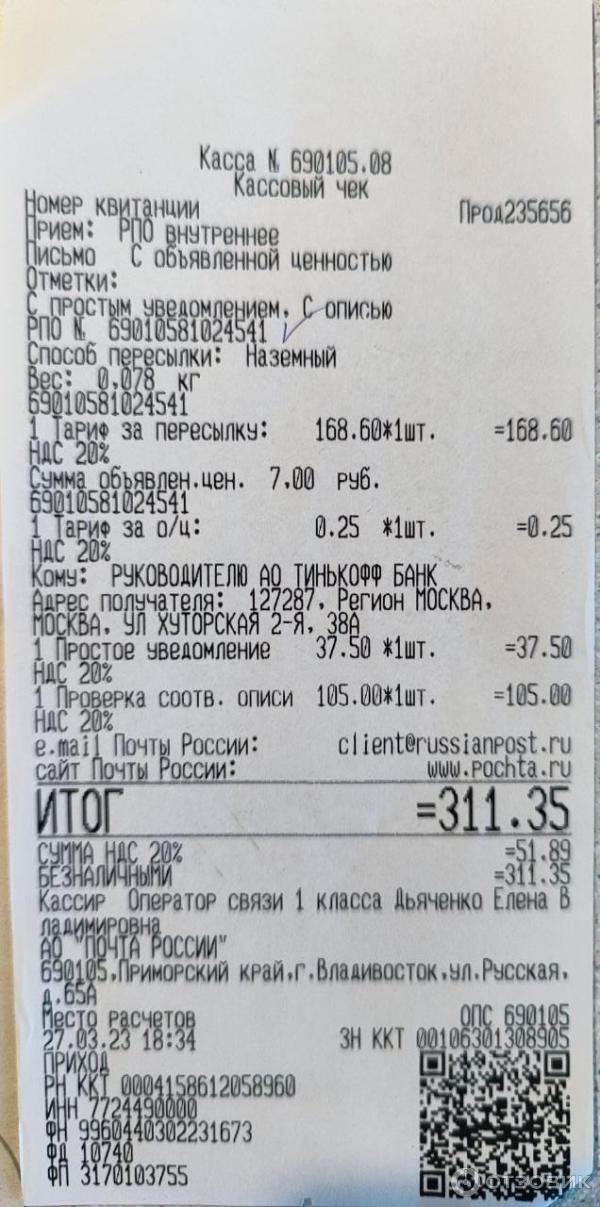 Касса № 690105.08
Кассовый чек
Номер квитанции Прод235656
Прием: РПО внутреннее
Письмо С объявленной ценностью
Отметки:
С простым уведомлением, С описью
РПО № 69010581024541
Способ пересылки: Наземный
Вес: 0,078 кг
69010581024541
1 Тариф за пересылку: 168.60*1шт. =168.60
НДС 20%
Сумма объявлен.цен. 7,00 руб.
69010581024541
1 Тариф за о/ц: 0.25 *1шт. =0.25
НДС 20%
Кому: РУКОВОДИТЕЛЮ АО ТИНЬКОФФ БАНК
Адрес получателя: 127287, Регион МОСКВА,
МОСКВА, УЛ ХУТОРСКАЯ 2-Я, 38А
1 Простое уведомление 37.50 *1шт. =37.50
НДС 20%
1 Проверка соотв. описи 105.00*1шт. =105.00
НДС 20%
e.mail Почты России: client@russianpost.ru
сайт Почты России: www.pochta.ru
ИТОГ =311.35
СУММА НДС 20% =51.89
БЕЗНАЛИЧНЫМИ =311.35
Кассир Оператор связи 1 класса Дьяченко Елена В
ладимировна
АО "ПОЧТА РОССИИ"
690105,Приморский край,г.Владивосток,ул.Русская,
д.65А
Место расчетов ОПС 690105
27.03.23 18:34 ЗН ККТ 00106301308905
ПРИХОД
РН ККТ 0004158612058960
ИНН 7724490000
ФН 9960440302231673
ФД 10740
ФП 3170103755
ОТЗОВИК